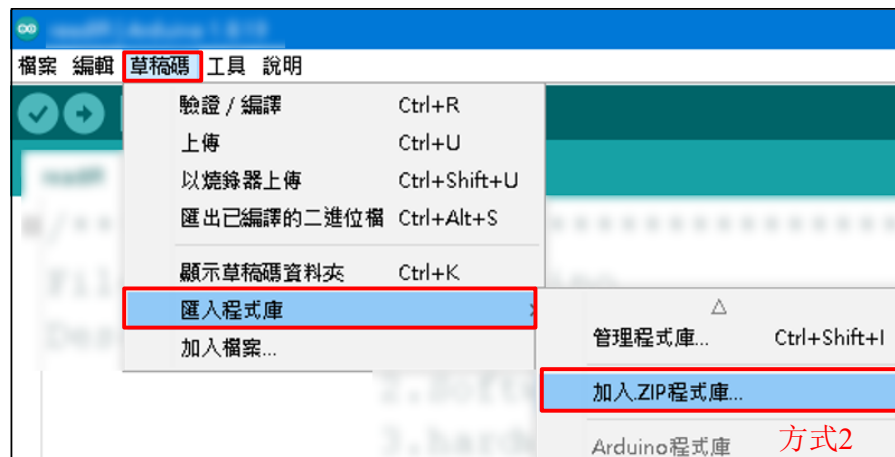 檔案 編輯 草稿碼 工具 說明
驗證 / 編譯 Ctrl+R
上傳 Ctrl+U
以燒錄器上傳 Ctrl+Shift+U
匯出已編譯的二進位檔 Ctrl+Alt+S
顯示草稿碼資料夾 Ctrl+K
匯入程式庫
加入檔案...
管理程式庫... Ctrl+Shift+I
加入.ZIP程式庫...
Arduino程式庫 方式2